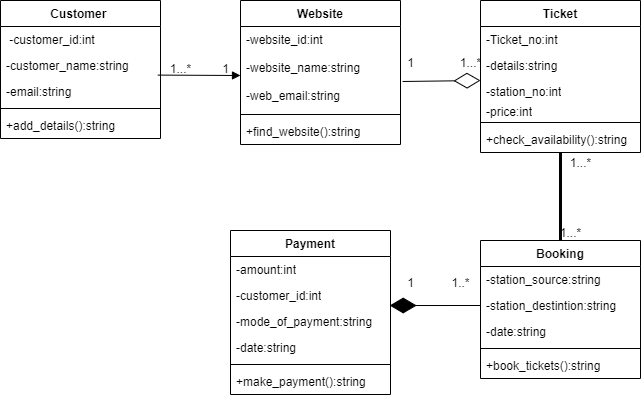 Customer
-customer_id:int
-customer_name:string
-email:string
+add_details():string
1...*
1
Website
-website_id:int
-website_name:string
-web_email:string
+find_website():string
1
1...*
Ticket
-Ticket_no:int
-details:string
-station_no:int
-price:int
+check_availability():string
1...*
1...*
Payment
-amount:int
-customer_id:int
-mode_of_payment:string
-date:string
+make_payment():string
1
1..*
Booking
-station_source:string
-station_destintion:string
-date:string
+book_tickets():string